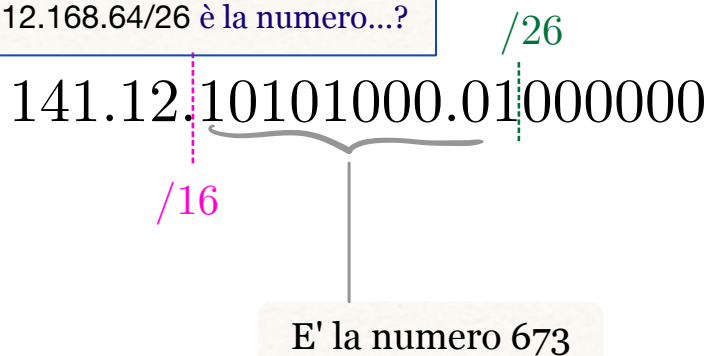 12.168.64/26 è la numero...?
/26
141.12.10101000.01000000
/16
E' la numero 673